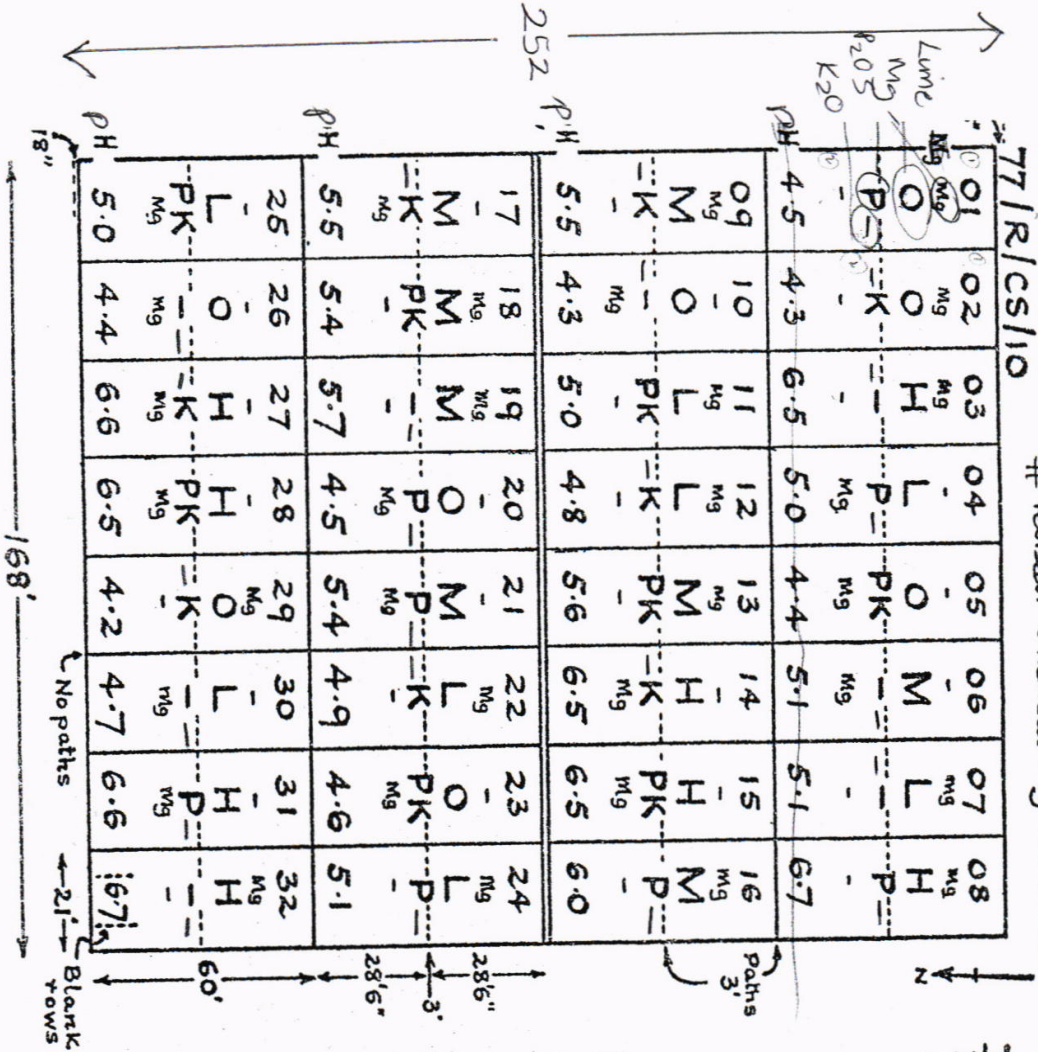 77/R/CS/10
252
Lime
Mg
P2O5
K2O
Mg
01 02 03 04 05 06 07 08
Mg Mg Mg - - - Mg Mg
O O H L O M L H
P- -K -- P- PK -- -- P-
- - - Mg Mg Mg - -
pH 4.5 4.3 6.5 5.0 4.4 5.1 5.1 6.7
09 10 11 12 13 14 15 16
Mg - Mg Mg Mg - - Mg
M O L L M H H M
-K -- PK -K PK -K PK P-
- Mg - - - Mg Mg -
pH 5.5 4.3 5.0 4.8 5.6 6.5 6.5 6.0
17 18 19 20 21 22 23 24
- Mg Mg - - Mg - Mg
M M M O M L O L
-K PK -- P- P- -K PK P-
Mg - - Mg Mg - Mg -
pH 5.5 5.4 5.7 4.5 5.4 4.9 4.6 5.1
25 26 27 28 29 30 31 32
- - - - Mg - - Mg
L O H H O L H H
PK -- -K PK -K -- P- --
Mg Mg Mg Mg - Mg Mg -
pH 5.0 4.4 6.6 6.5 4.2 4.7 6.6 6.7
N
Paths
3'
28'6"
3'
28'6"
60'
18"
No paths
21'
Blank
rows
168'